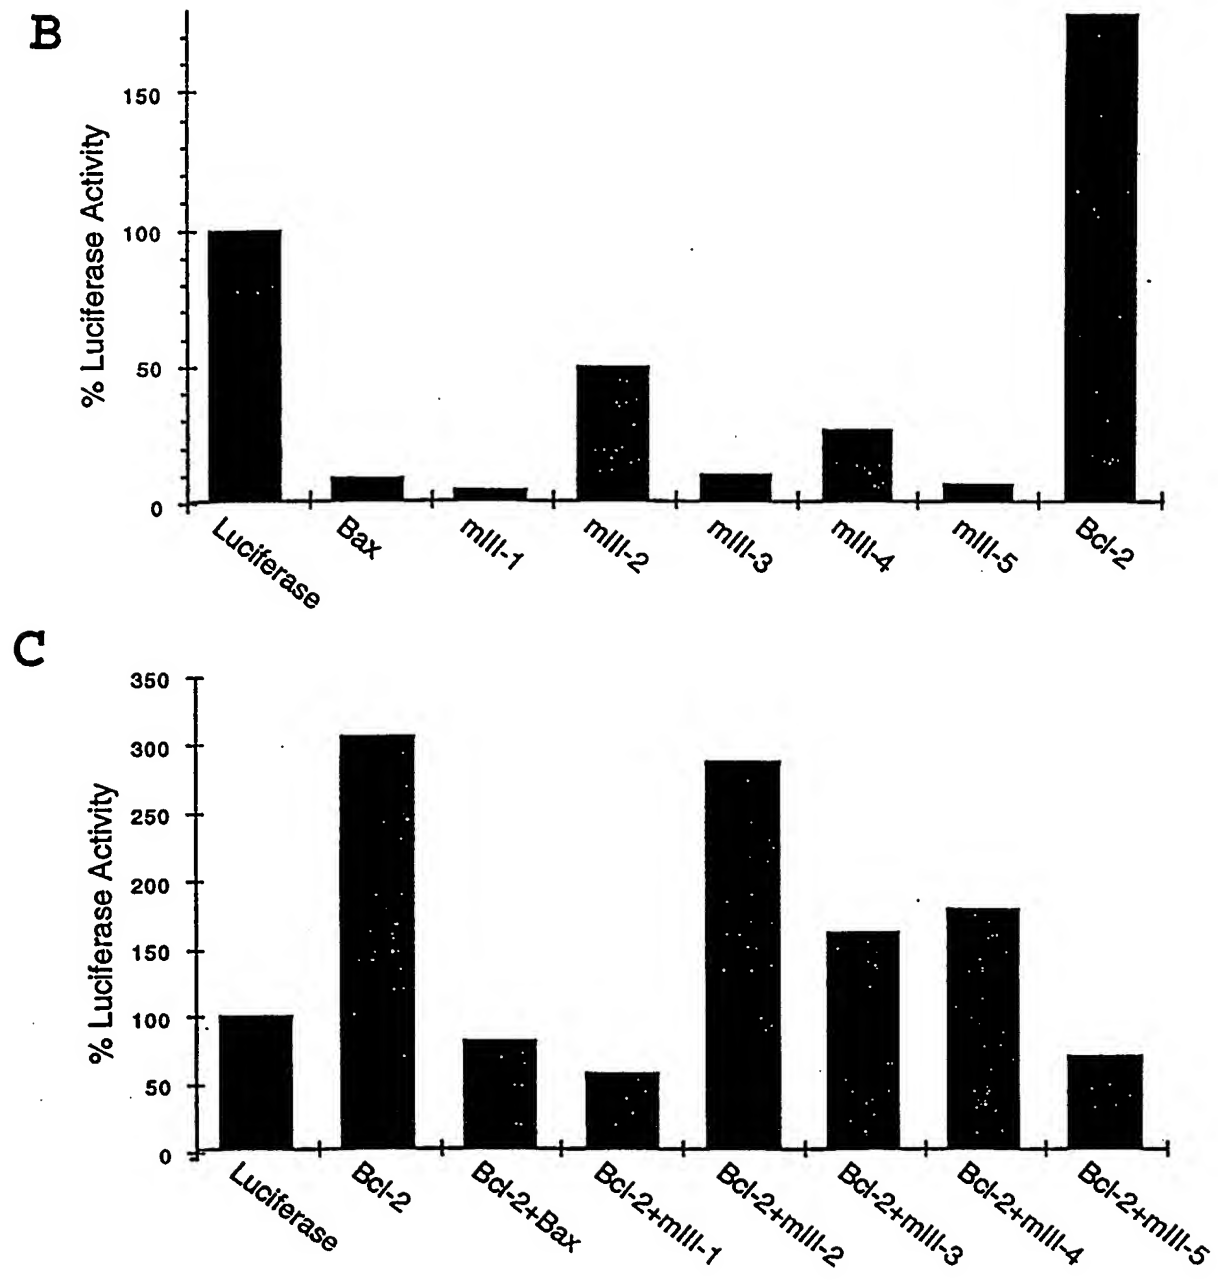 B
150
100
50
0
% Luciferase Activity
Luciferase
Bax
mIII-1
mIII-2
mIII-3
mIII-4
mIII-5
Bcl-2
C
350
300
250
200
150
100
50
0
% Luciferase Activity
Luciferase
Bcl-2
Bcl-2+Bax
Bcl-2+mIII-1
Bcl-2+mIII-2
Bcl-2+mIII-3
Bcl-2+mIII-4
Bcl-2+mIII-5